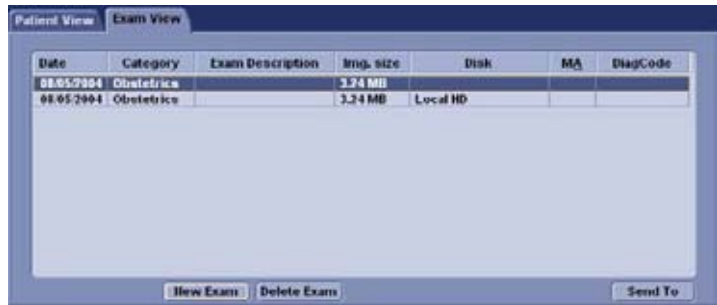 Patient View Exam View
Date Category Exam Description Img. size Disk MA DiagCode
08/05/2004 Obstetrics 3.24 MB
08/05/2004 Obstetrics 3.24 MB Local HD
New Exam Delete Exam Send To